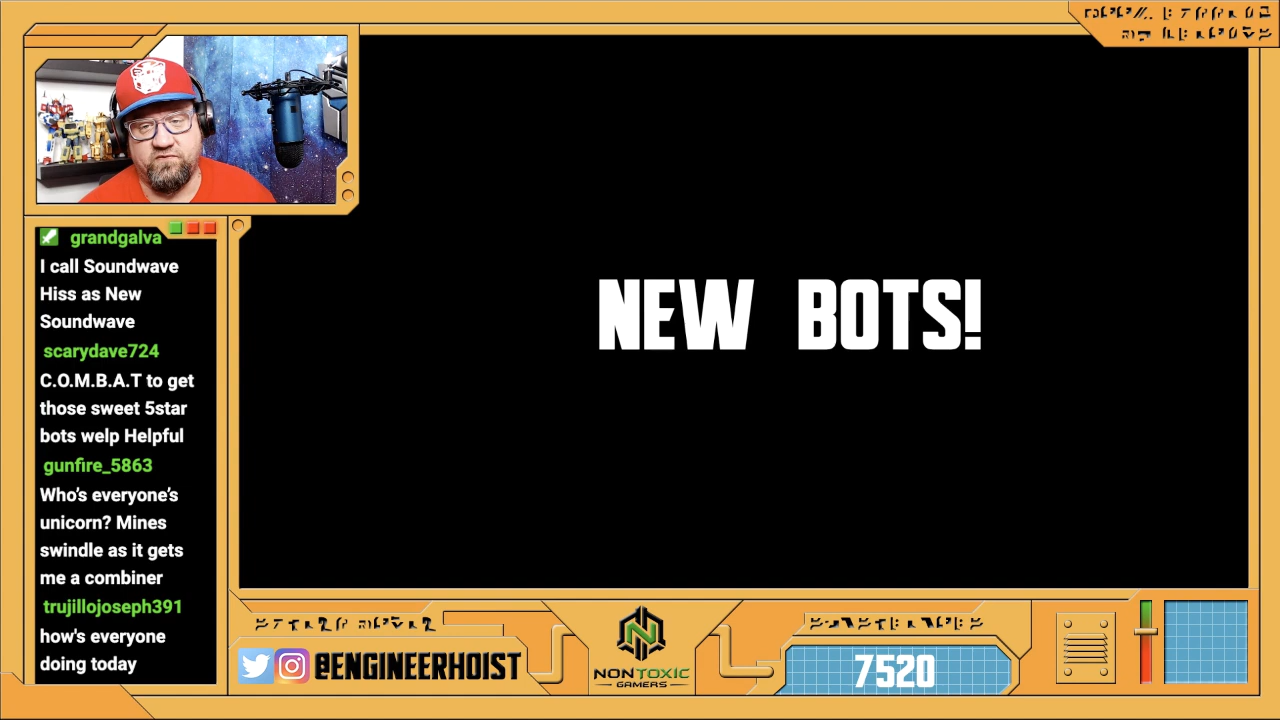 grandgalva
I call Soundwave
Hiss as New
Soundwave
scarydave724
C.O.M.B.A.T to get
those sweet 5star
bots welp Helpful
gunfire_5863
Who's everyone's
unicorn? Mines
swindle as it gets
me a combiner
trujillojoseph391
how's everyone
doing today
NEW BOTS!
@ENGINEERHOIST
NONTOXIC
GAMERS
7520